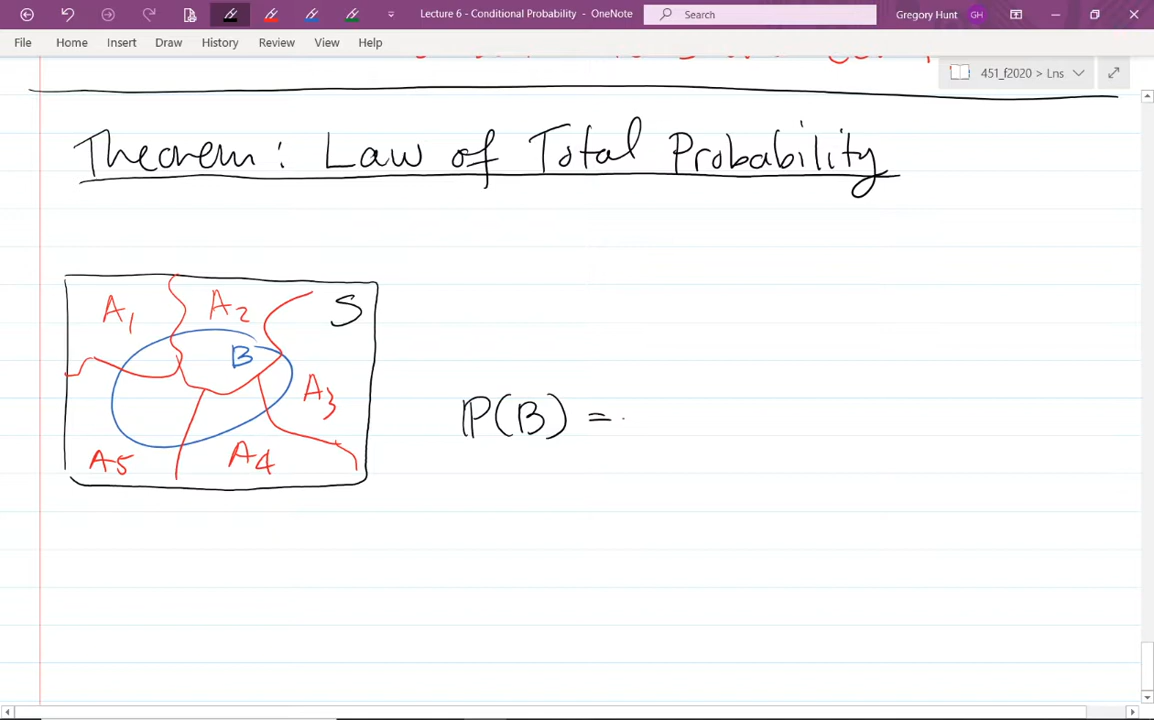 Lecture 6 - Conditional Probability - OneNote
Search
Gregory Hunt
GH
File Home Insert Draw History Review View Help
451_f2020 > Lns
Theorem: Law of Total Probability
A1 A2 S
B
A3
P(B) =
A5 A4